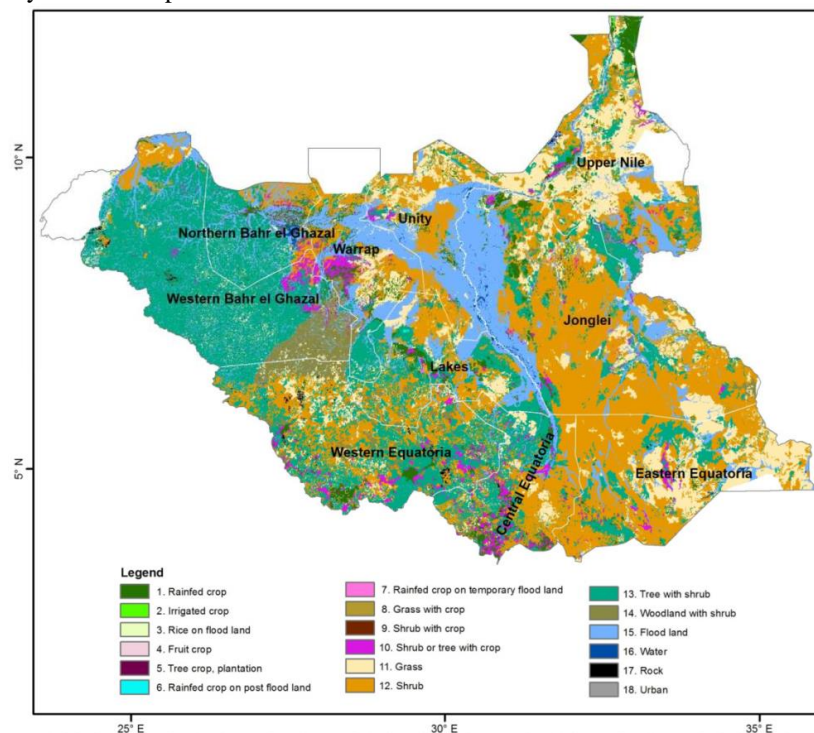 10° N
Upper Nile
Northern Bahr el Ghazal
Unity
Warrap
Western Bahr el Ghazal
Jonglei
Lakes
Western Equatoria
Central Equatoria
Eastern Equatoria
5° N
Legend
1. Rainfed crop
2. Irrigated crop
3. Rice on flood land
4. Fruit crop
5. Tree crop, plantation
6. Rainfed crop on post flood land
7. Rainfed crop on temporary flood land
8. Grass with crop
9. Shrub with crop
10. Shrub or tree with crop
11. Grass
12. Shrub
13. Tree with shrub
14. Woodland with shrub
15. Flood land
16. Water
17. Rock
18. Urban
25° E
30° E
35° E